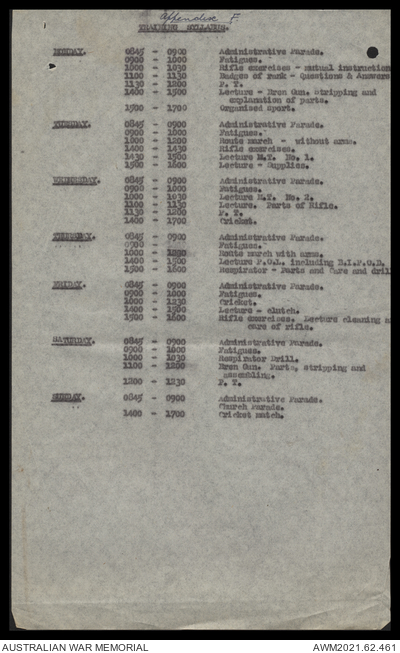 Appendix F.
TRAINING SYLLABUS.
MONDAY. 0845 - 0900 Administrative Parade.
0900 - 1000 Fatigues.
1000 - 1030 Rifle exercises - mutual instruction
1100 - 1130 Badges of rank - Questions & Answers
1130 - 1200 P. T.
1400 - 1500 Lecture - Bren Gun. stripping and
explanation of parts.
1500 - 1700 Organised sport.
TUESDAY. 0845 - 0900 Administrative Parade.
0900 - 1000 Fatigues.
1000 - 1200 Route march - without arms.
1400 - 1430 Rifle exercises.
1430 - Lecture M.T. No. 1.
- 1600 Lecture - Supplies.
WEDNESDAY. 0845 - 0900 Administrative Parade.
0900 - 1000 Fatigues.
1000 - 1030 Lecture M.T. No. 2.
1100 - 1130 Lecture. Parts of Rifle.
1130 - 1200 P. T.
1400 - 1700 Cricket.
THURSDAY. 0845 - 0900 Administrative Parade.
0900 - Fatigues.
1000 - Route march with arms.
1400 - 1500 Lecture P.O.L. including
1500 - 1600 Respirator - Parts and Care and drill
FRIDAY. 0845 - 0900 Administrative Parade.
0900 - 1000 Fatigues.
1000 - 1230 Cricket.
1400 - Lecture - clutch.
1500 - 1600 Rifle exercises. Lecture cleaning
care of rifle.
SATURDAY. 0845 - 0900 Administrative Parade.
0900 - 1000 Fatigues.
1000 - 1030 Respirator Drill.
1100 - 1200 Bren Gun. Parts, stripping and
assembling.
1200 - 1230 P. T.
SUNDAY. 0845 - 0900 Administrative Parade.
Church Parade.
1400 - 1700 Cricket match.
AUSTRALIAN WAR MEMORIAL AWM2021.62.461